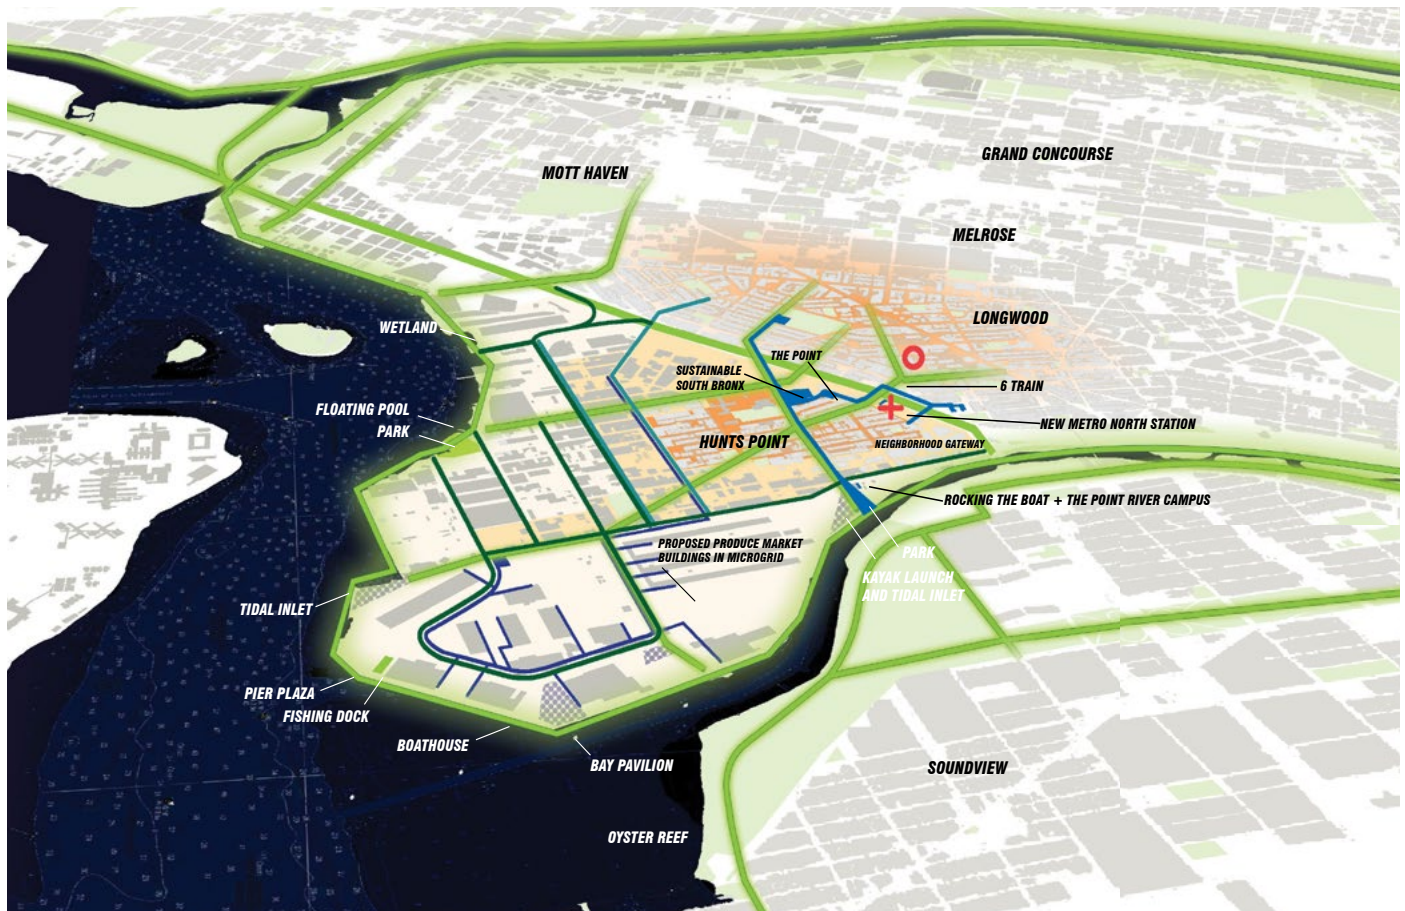 GRAND CONCOURSE
MOTT HAVEN
MELROSE
LONGWOOD
WETLAND
THE POINT
SUSTAINABLE
SOUTH BRONX
6 TRAIN
FLOATING POOL
PARK
NEW METRO NORTH STATION
HUNTS POINT
NEIGHBORHOOD GATEWAY
ROCKING THE BOAT + THE POINT RIVER CAMPUS
PROPOSED PRODUCE MARKET
BUILDINGS IN MICROGRID
PARK
KAYAK LAUNCH
AND TIDAL INLET
TIDAL INLET
PIER PLAZA
FISHING DOCK
BOATHOUSE
BAY PAVILION
SOUNDVIEW
OYSTER REEF